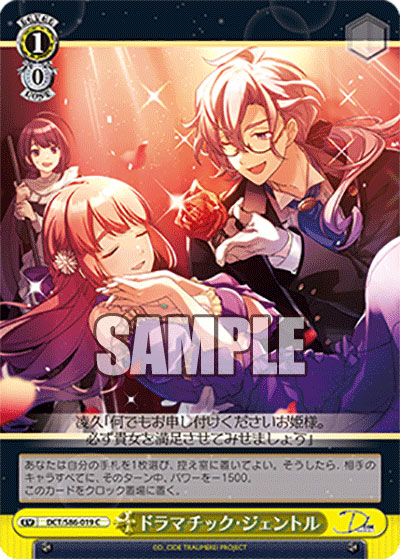 LEVEL
1
0
COST
SAMPLE
凌久「何でもお申し付けくださいお姫様。
必ず貴女を満足させてみせましょう」
あなたは自分の手札を1枚選び、控え室に置いてよい。そうしたら、相手の
キャラすべてに、そのターン中、パワーを－1500。
このカードをクロック置場に置く。
EV
DCT/S86-019 C
ドラマチック・ジェントル
©D_CIDE TRAUMEREI PROJECT